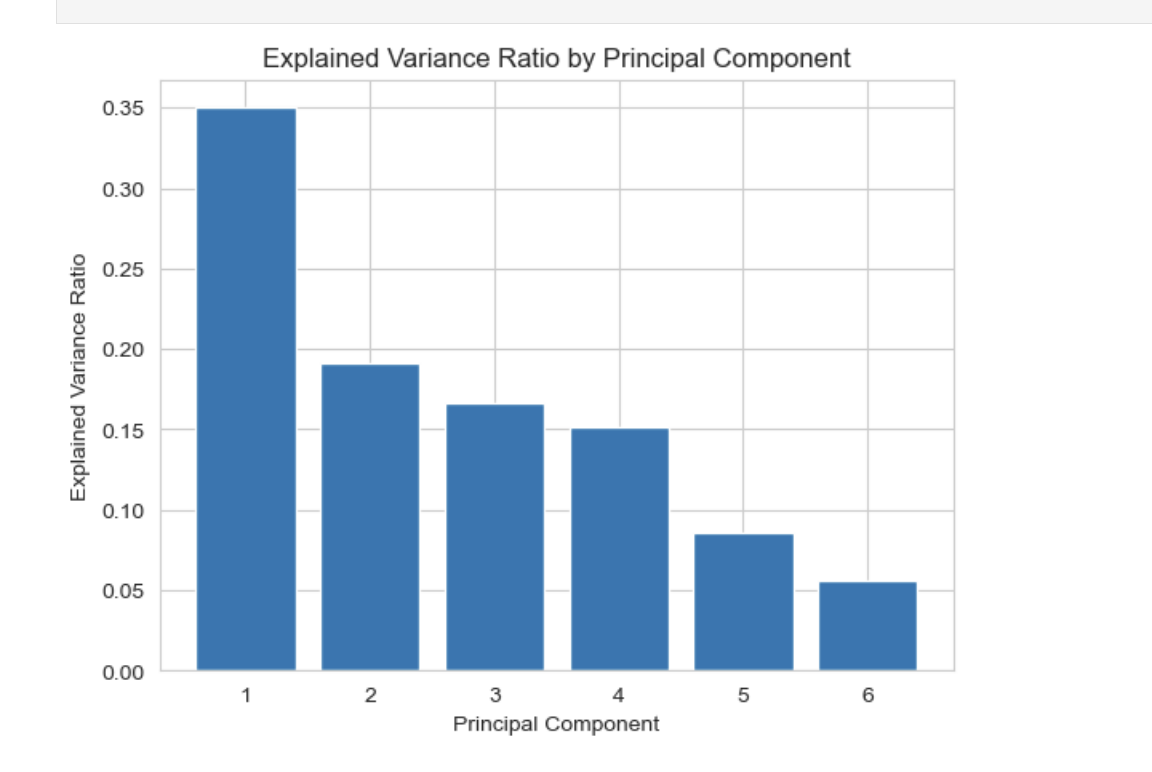 Explained Variance Ratio by Principal Component
0.35
0.30
0.25
0.20
0.15
0.10
0.05
0.00
Explained Variance Ratio
1 2 3 4 5 6
Principal Component